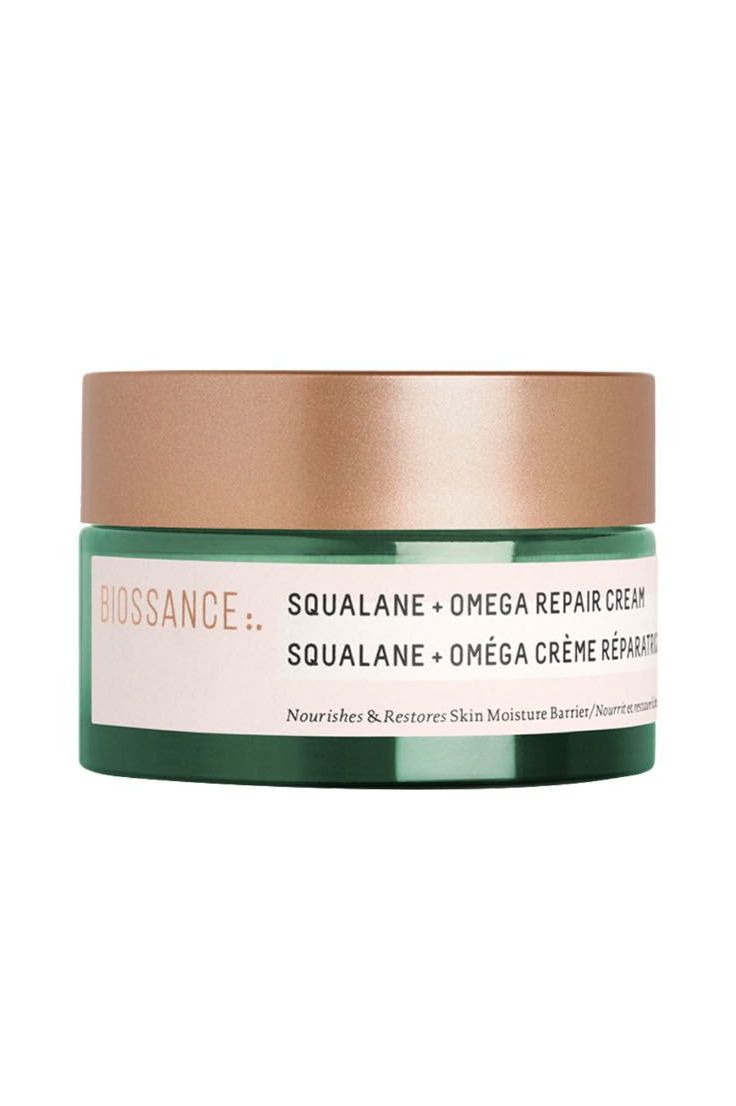 BIOSSANCE:.
SQUALANE + OMEGA REPAIR CREAM
SQUALANE + OMÉGA CRÈME
Nourishes & Restores Skin Moisture Barrier/Nourrit et